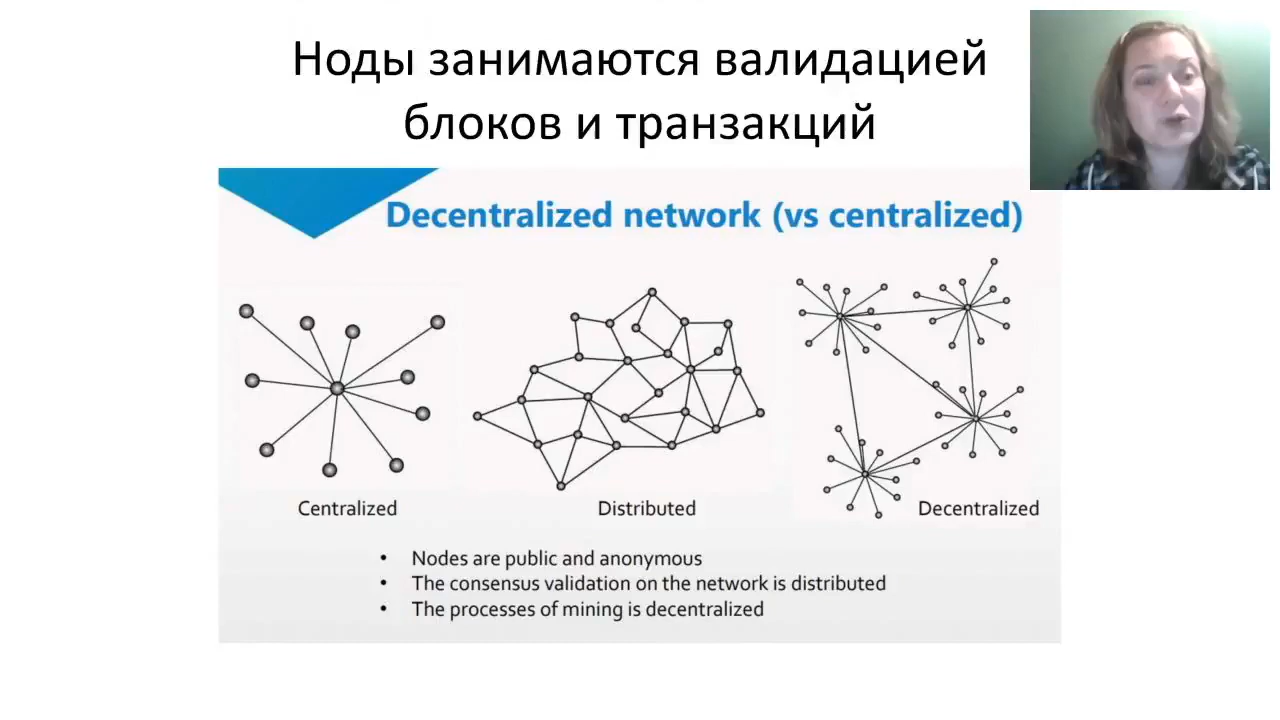 Ноды занимаются валидацией
блоков и транзакций
Decentralized network (vs centralized)
Centralized
Distributed
Decentralized
• Nodes are public and anonymous
• The consensus validation on the network is distributed
• The processes of mining is decentralized